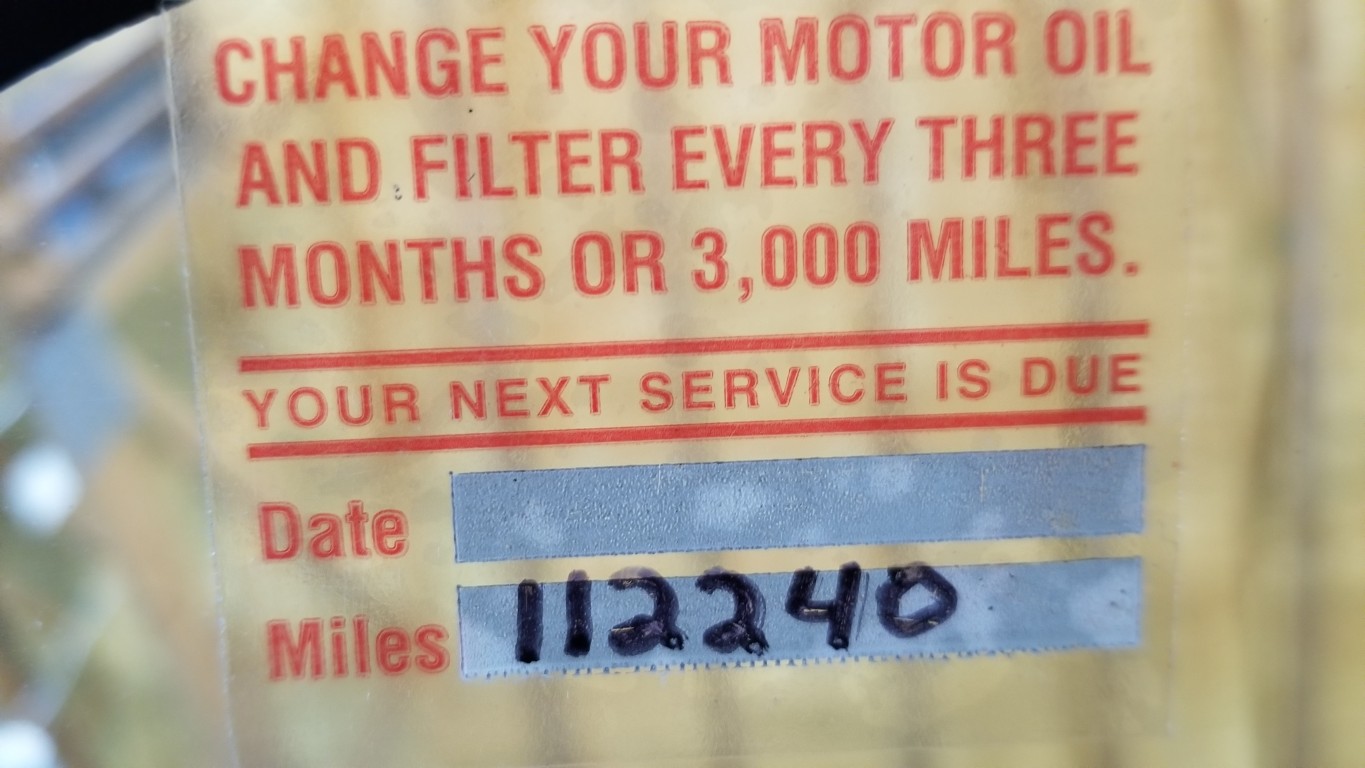 CHANGE YOUR MOTOR OIL
AND FILTER EVERY THREE
MONTHS OR 3,000 MILES.
YOUR NEXT SERVICE IS DUE
Date
Miles 112240